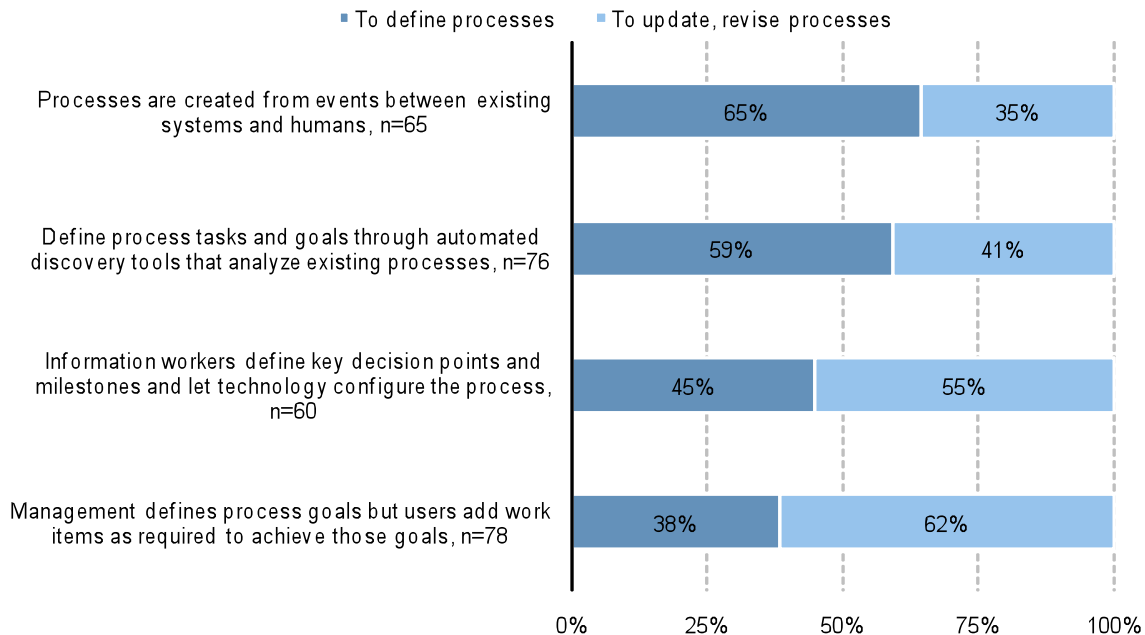 To define processes To update, revise processes
Processes are created from events between existing
systems and humans, n=65
65% 35%
Define process tasks and goals through automated
discovery tools that analyze existing processes, n=76
59% 41%
Information workers define key decision points and
milestones and let technology configure the process,
n=60
45% 55%
Management defines process goals but users add work
items as required to achieve those goals, n=78
38% 62%
0% 25% 50% 75% 100%